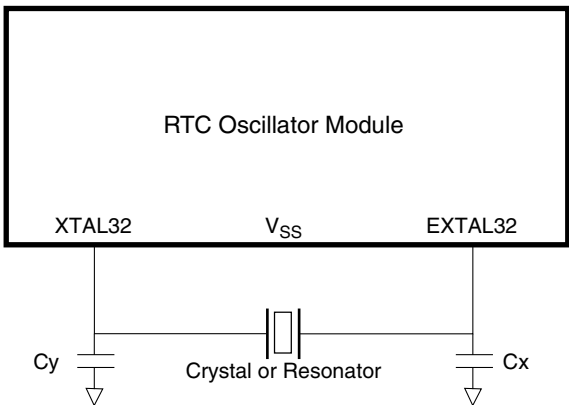 RTC Oscillator Module
XTAL32 VSS EXTAL32
Cy Crystal or Resonator Cx